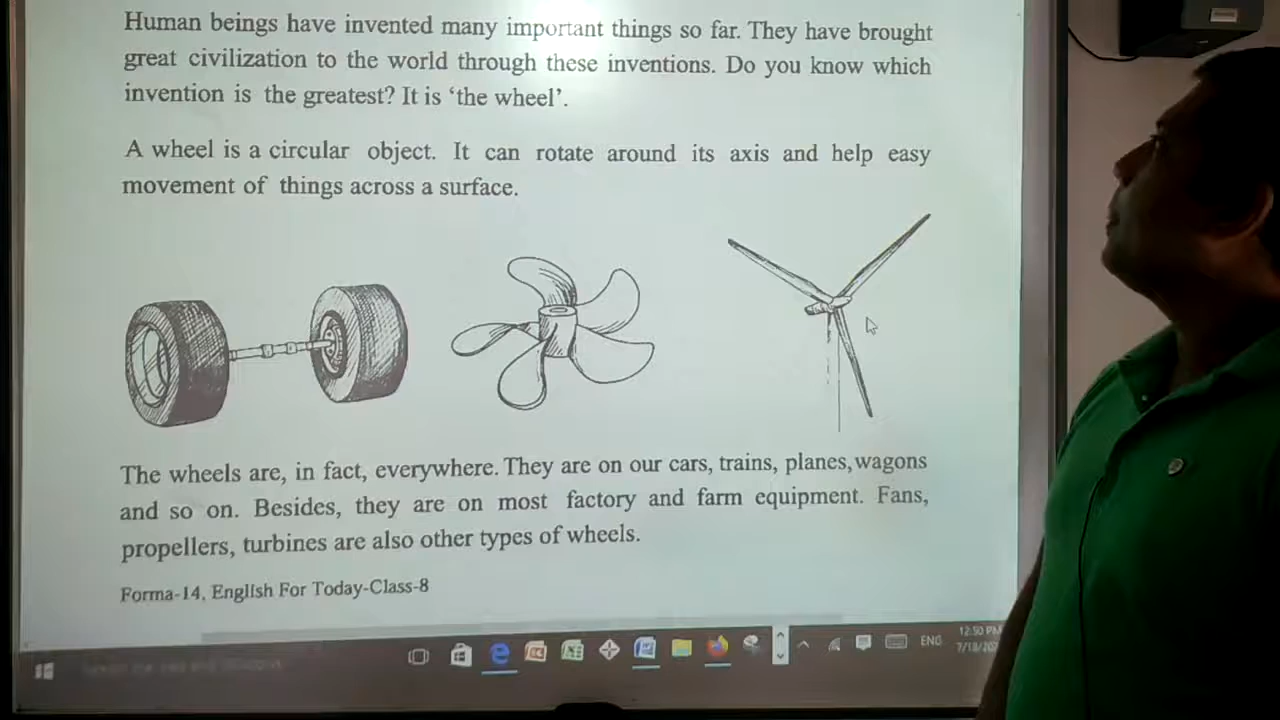 Human beings have invented many important things so far. They have brought
great civilization to the world through these inventions. Do you know which
invention is the greatest? It is ‘the wheel’.
A wheel is a circular object. It can rotate around its axis and help easy
movement of things across a surface.
The wheels are, in fact, everywhere. They are on our cars, trains, planes, wagons
and so on. Besides, they are on most factory and farm equipment. Fans,
propellers, turbines are also other types of wheels.
Forma-14, English For Today-Class-8
ENG
12:50 PM